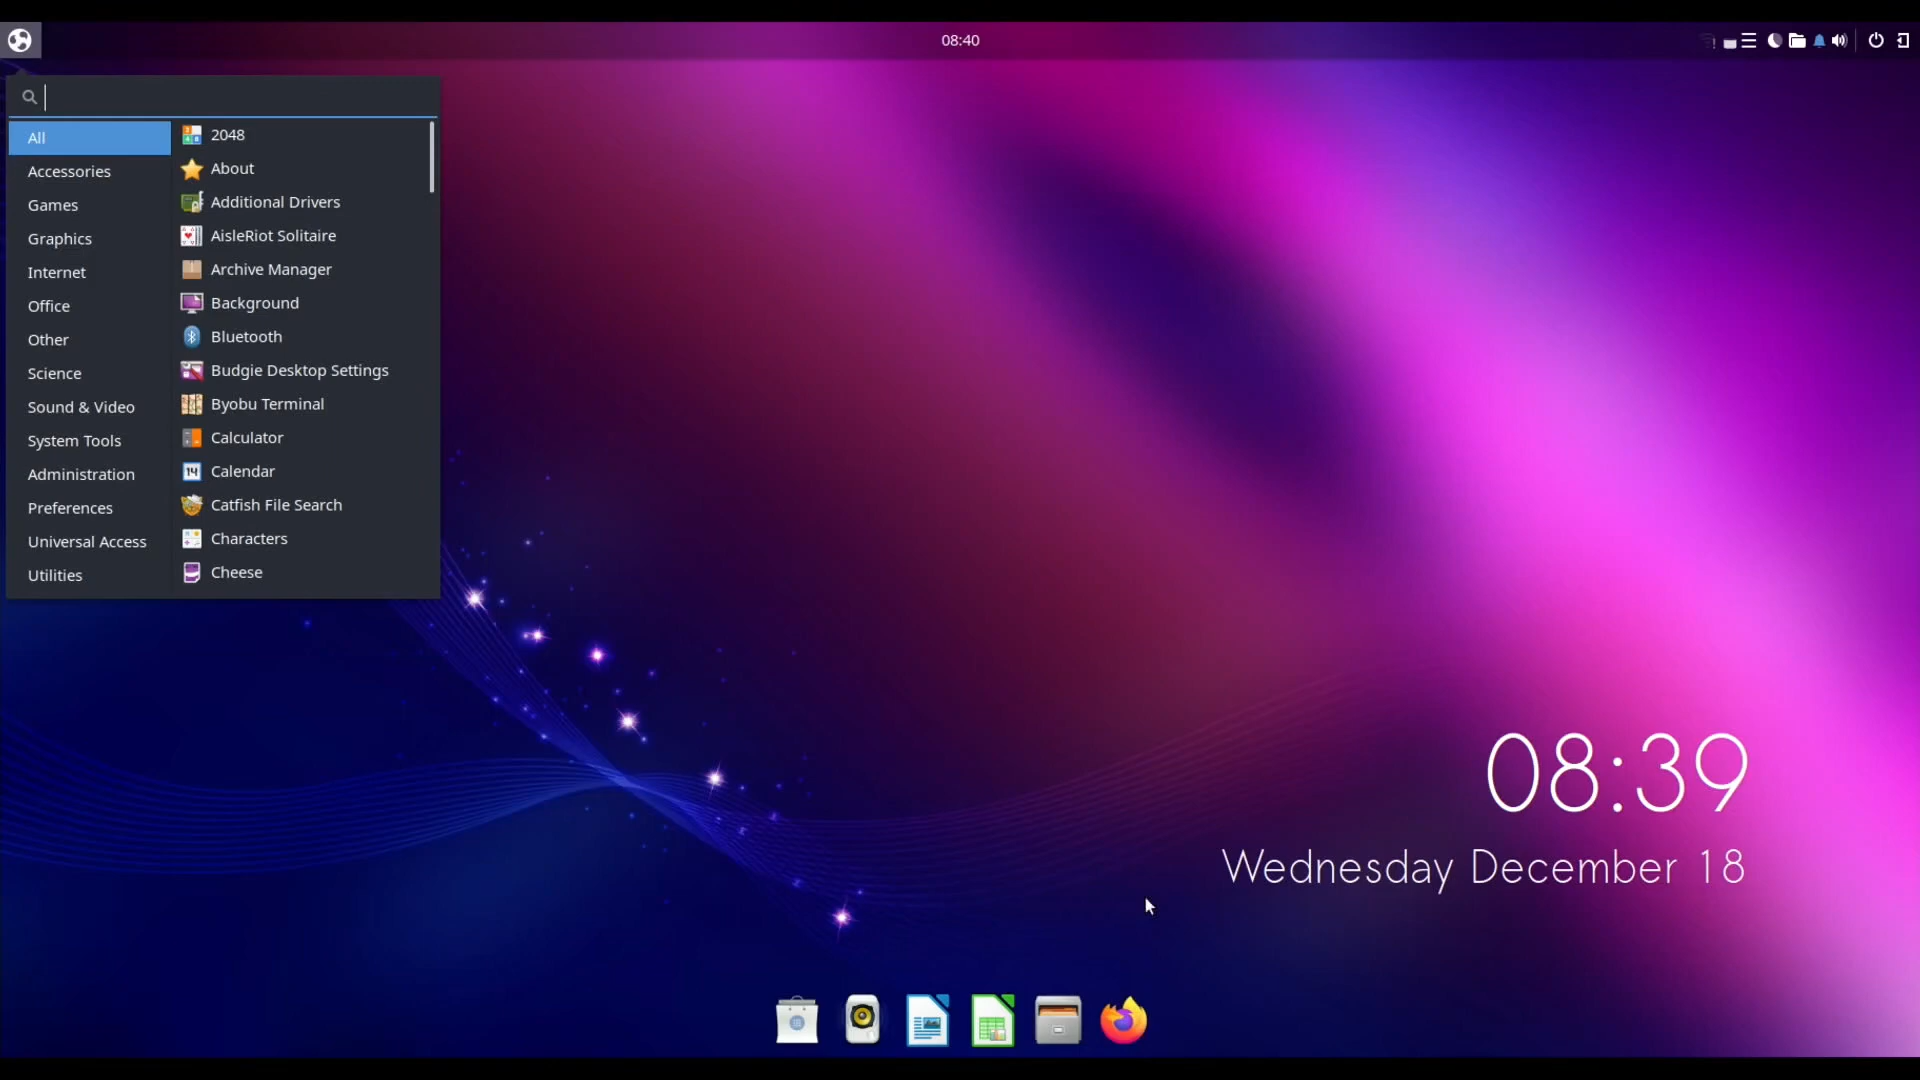 08:40
All
Accessories
Games
Graphics
Internet
Office
Other
Science
Sound & Video
System Tools
Administration
Preferences
Universal Access
Utilities
2048
About
Additional Drivers
AisleRiot Solitaire
Archive Manager
Background
Bluetooth
Budgie Desktop Settings
Byobu Terminal
Calculator
Calendar
Catfish File Search
Characters
Cheese
08:39
Wednesday December 18